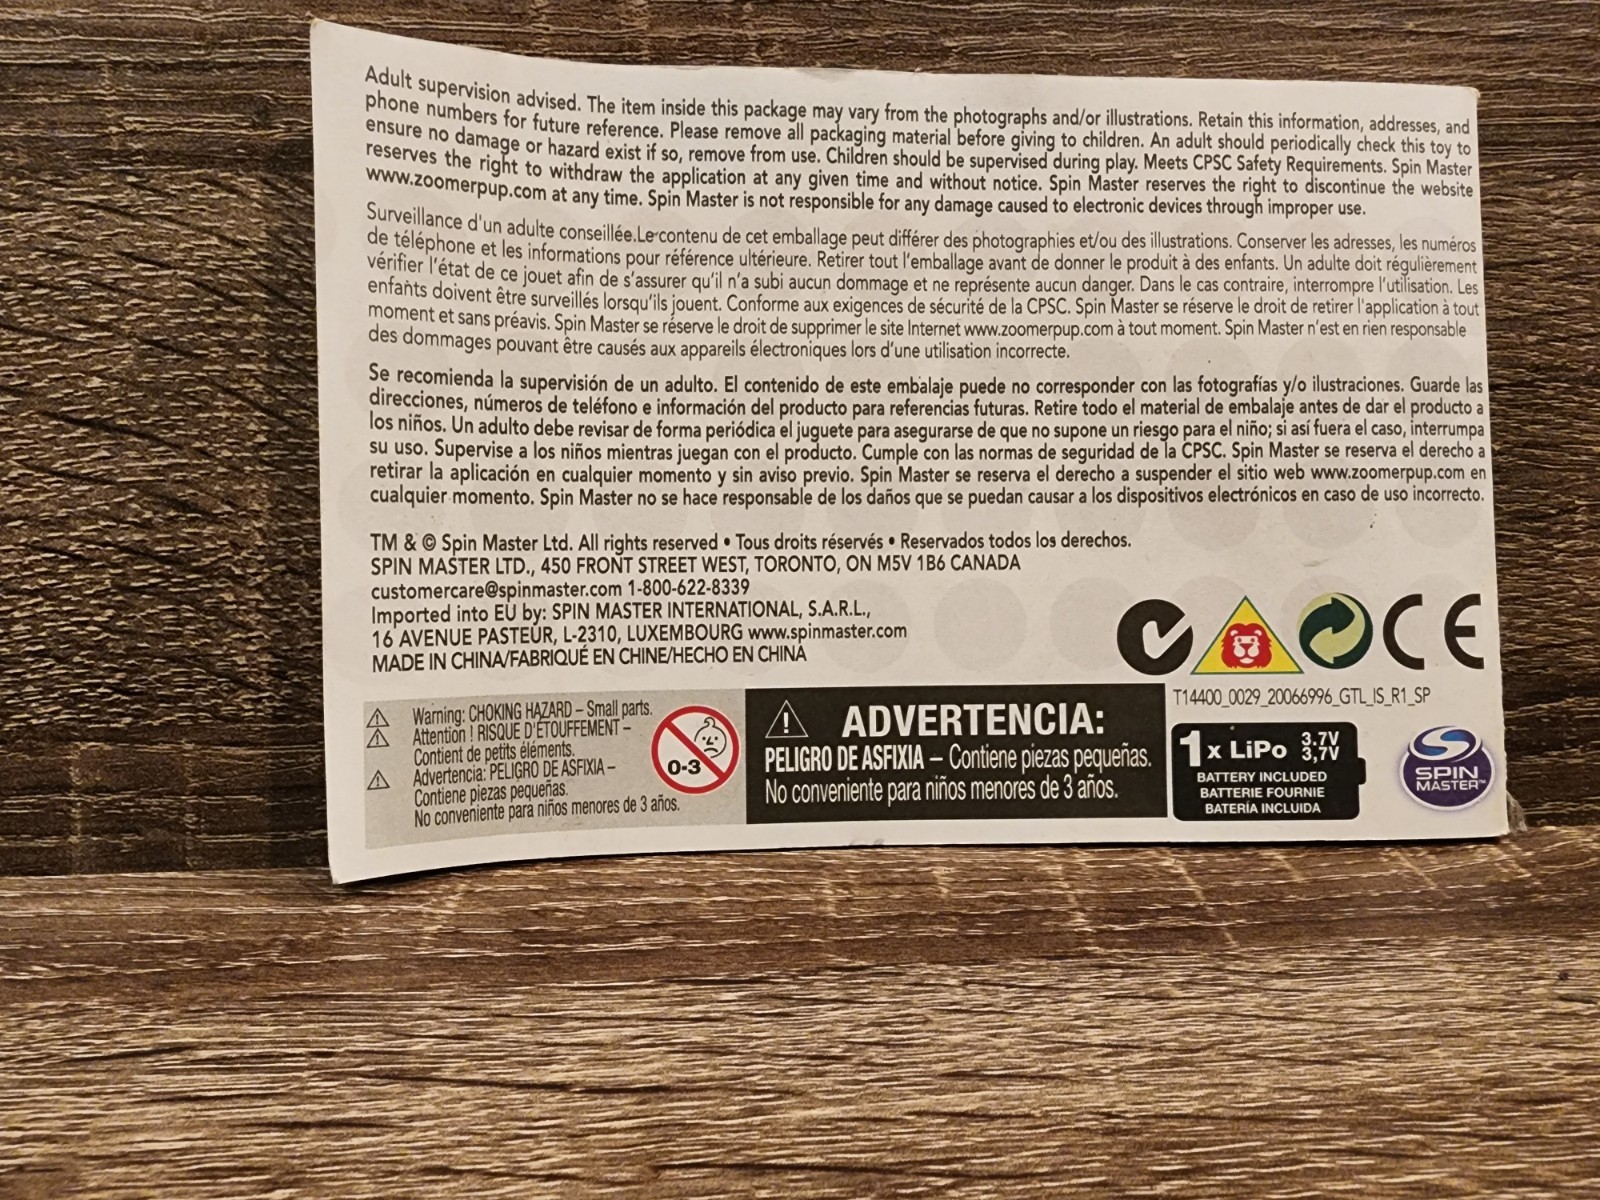 Adult supervision advised. The item inside this package may vary from the photographs and/or illustrations. Retain this information, addresses, and
phone numbers for future reference. Please remove all packaging material before giving to children. An adult should periodically check this toy to
ensure no damage or hazard exist if so, remove from use. Children should be supervised during play. Meets CPSC Safety Requirements. Spin Master
reserves the right to withdraw the application at any given time and without notice. Spin Master reserves the right to discontinue the website
www.zoomerpup.com at any time. Spin Master is not responsible for any damage caused to electronic devices through improper use.
Surveillance d'un adulte conseillée.Le contenu de cet emballage peut différer des photographies et/ou des illustrations. Conserver les adresses, les numéros
de téléphone et les informations pour référence ultérieure. Retirer tout l'emballage avant de donner le produit à des enfants. Un adulte doit régulièrement
vérifier l'état de ce jouet afin de s'assurer qu'il n'a subi aucun dommage et ne représente aucun danger. Dans le cas contraire, interrompre l'utilisation. Les
enfants doivent être surveillés lorsqu'ils jouent. Conforme aux exigences de sécurité de la CPSC. Spin Master se réserve le droit de retirer l'application à tout
moment et sans préavis. Spin Master se réserve le droit de supprimer le site Internet www.zoomerpup.com à tout moment. Spin Master n'est en rien responsable
des dommages pouvant être causés aux appareils électroniques lors d'une utilisation incorrecte.
Se recomienda la supervisión de un adulto. El contenido de este embalaje puede no corresponder con las fotografías y/o ilustraciones. Guarde las
direcciones, números de teléfono e información del producto para referencias futuras. Retire todo el material de embalaje antes de dar el producto a
los niños. Un adulto debe revisar de forma periódica el juguete para asegurarse de que no supone un riesgo para el niño; si así fuera el caso, interrumpa
su uso. Supervise a los niños mientras juegan con el producto. Cumple con las normas de seguridad de la CPSC. Spin Master se reserva el derecho a
retirar la aplicación en cualquier momento y sin aviso previo. Spin Master se reserva el derecho a suspender el sitio web www.zoomerpup.com en
cualquier momento. Spin Master no se hace responsable de los daños que se puedan causar a los dispositivos electrónicos en caso de uso incorrecto.
TM & © Spin Master Ltd. All rights reserved • Tous droits réservés • Reservados todos los derechos.
SPIN MASTER LTD., 450 FRONT STREET WEST, TORONTO, ON M5V 1B6 CANADA
customercare@spinmaster.com 1-800-622-8339
Imported into EU by: SPIN MASTER INTERNATIONAL, S.A.R.L.,
16 AVENUE PASTEUR, L-2310, LUXEMBOURG www.spinmaster.com
MADE IN CHINA/FABRIQUÉ EN CHINE/HECHO EN CHINA
CE
T14400_0029_20066996_GTL_IS_R1_SP
Warning: CHOKING HAZARD – Small parts.
Attention ! RISQUE D'ÉTOUFFEMENT –
Contient de petits éléments.
Advertencia: PELIGRO DE ASFIXIA –
Contiene piezas pequeñas.
No conveniente para niños menores de 3 años.
0-3
ADVERTENCIA:
PELIGRO DE ASFIXIA – Contiene piezas pequeñas.
No conveniente para niños menores de 3 años.
1 x LiPo 3.7V
3,7V
BATTERY INCLUDED
BATTERIE FOURNIE
BATERÍA INCLUIDA
SPIN
MASTER™